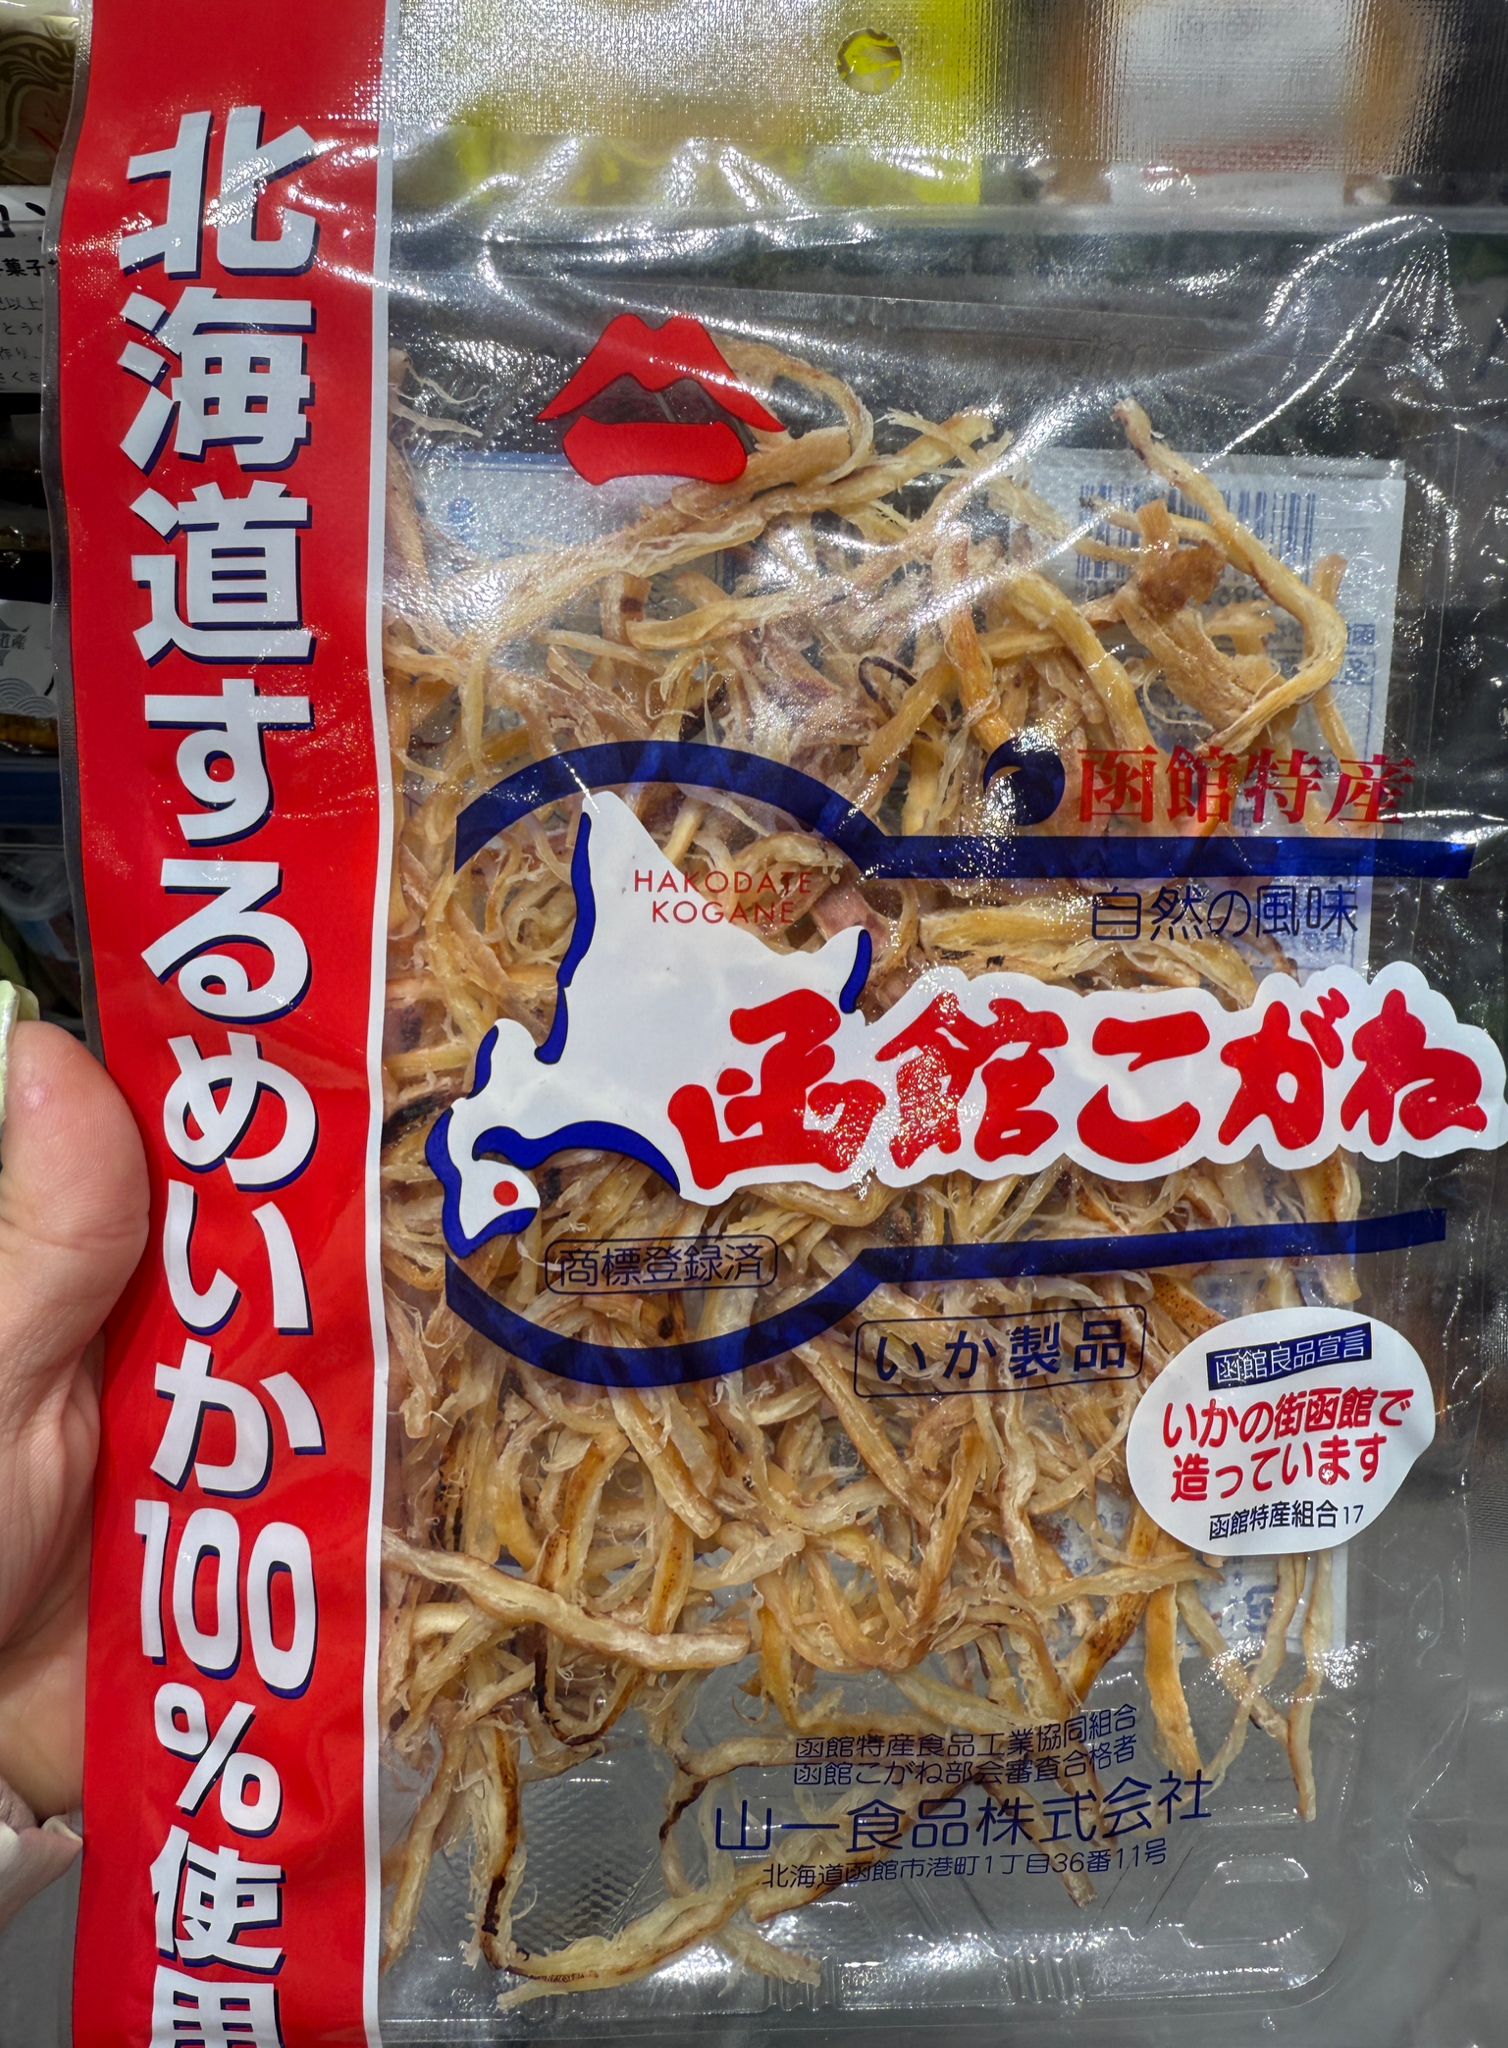 北海道するめいか100%使用
函館特産
自然の風味
HAKODATE
KOGANE
函館こがね
商標登録済
いか製品
函館良品宣言
いかの街函館で
造っています
函館特産組合17
函館特産食品工業協同組合
函館こがね部会審査合格者
山一食品株式会社
北海道函館市港町1丁目36番11号
菓子
道産